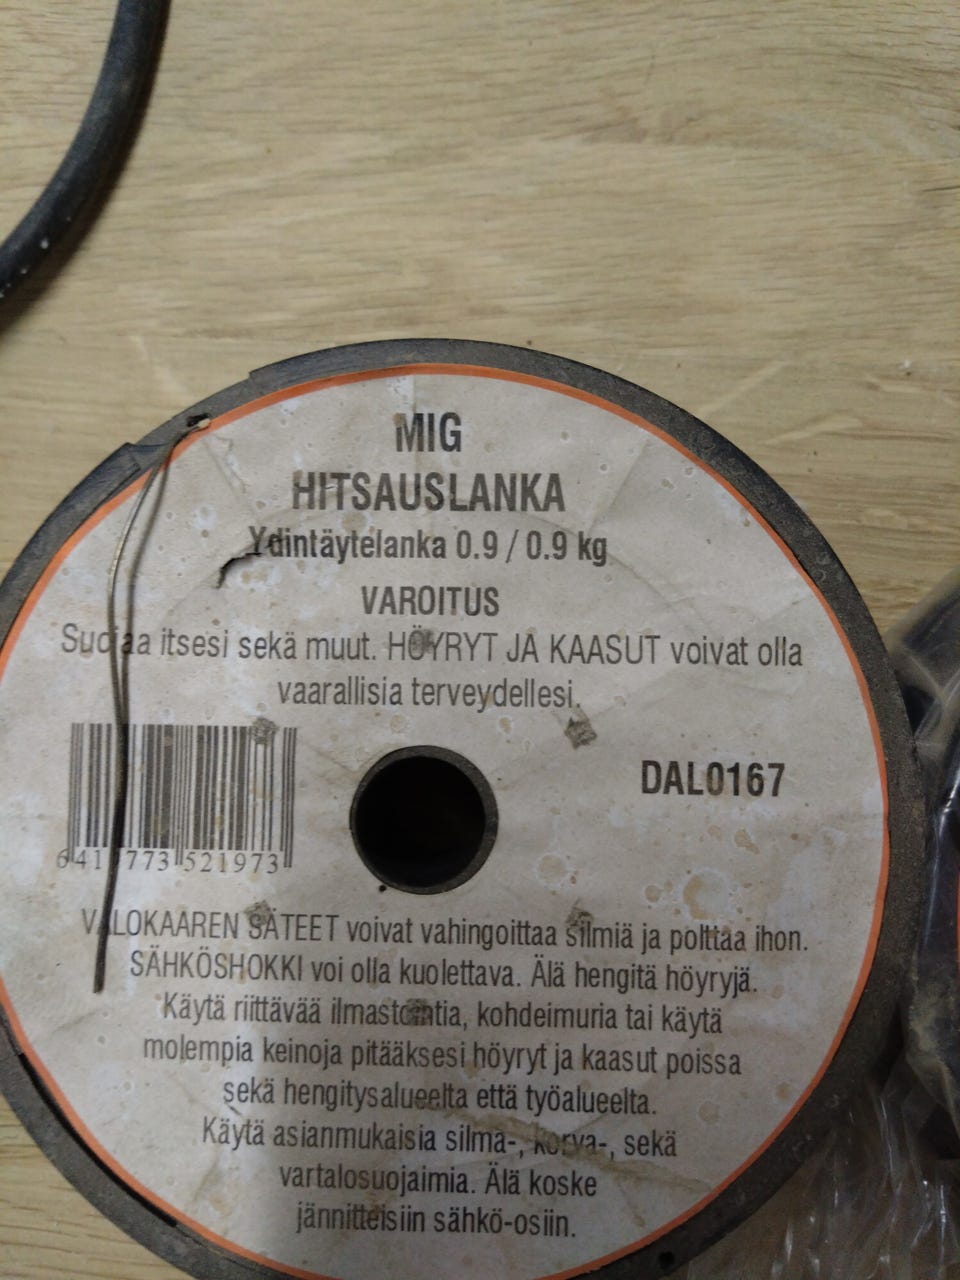 MIG
HITSAUSLANKA
Ydintäytelanka 0.9 / 0.9 kg
VAROITUS
Suojaa itsesi sekä muut. HÖYRYT JA KAASUT voivat olla
vaarallisia terveydellesi.
DAL0167
VALOKAAREN SÄTEET voivat vahingoittaa silmiä ja polttaa ihon.
SÄHKÖSHOKKI voi olla kuolettava. Älä hengitä höyryjä.
Käytä riittävää ilmastointia, kohdeimuria tai käytä
molempia keinoja pitääksesi höyryt ja kaasut poissa
sekä hengitysalueelta että työalueelta.
Käytä asianmukaisia silmä-, korva-, sekä
vartalosuojaimia. Älä koske
jännitteisiin sähkö-osiin.